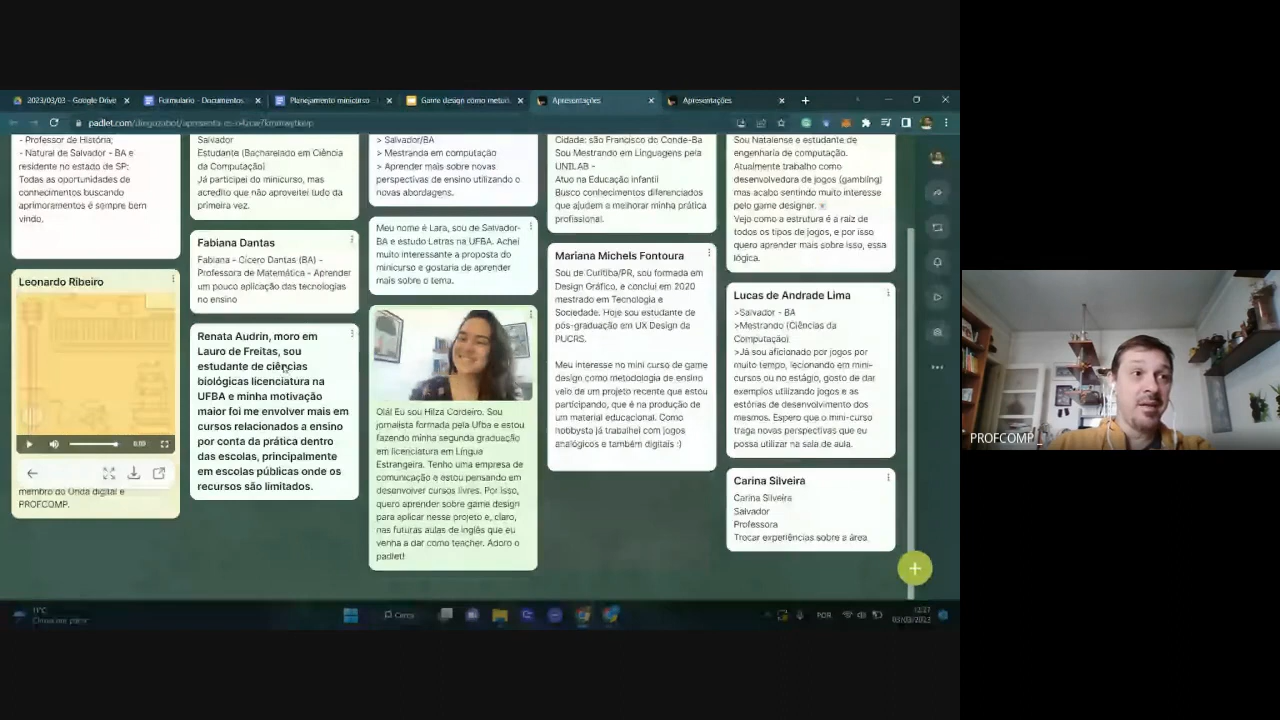 2023/03/03 - Google Drive
Formulario - Documentos
Planejamento minicurso
Game design como metod
Apresentações
Apresentações
- Professor de História;
- Natural de Salvador - BA e
residente no estado de SP;
Todas as oportunidades de
conhecimentos buscando
aprimoramentos é sempre bem
vindo.
Leonardo Ribeiro
membro do Onda digital e
PROFCOMP.
Salvador
Estudante (Bacharelado em Ciência
da Computação)
Já participei do minicurso, mas
acredito que não aproveitei tudo da
primeira vez.
Fabiana Dantas
Fabiana - Cícero Dantas (BA) -
Professora de Matemática - Aprender
um pouco aplicação das tecnologias
no ensino
Renata Audrin, moro em
Lauro de Freitas, sou
estudante de ciências
biológicas licenciatura na
UFBA e minha motivação
maior foi me envolver mais em
cursos relacionados a ensino
por conta da prática dentro
das escolas, principalmente
em escolas públicas onde os
recursos são limitados.
> Salvador/BA
> Mestranda em computação
> Aprender mais sobre novas
perspectivas de ensino utilizando o
novas abordagens.
Meu nome é Lara, sou de Salvador-
BA e estudo Letras na UFBA. Achei
muito interessante a proposta do
minicurso e gostaria de aprender
mais sobre o tema.
Olá! Eu sou Hilza Cordeiro. Sou
jornalista formada pela Ufba e estou
fazendo minha segunda graduação
em licenciatura em Língua
Estrangeira. Tenho uma empresa de
comunicação e estou pensando em
desenvolver cursos livres. Por isso,
quero aprender sobre game design
para aplicar nesse projeto e, claro,
nas futuras aulas de inglês que eu
venha a dar como teacher. Adoro o
padlet!
Cidade: são Francisco do Conde-Ba
Sou Mestrando em Linguagens pela
UNILAB -
Atuo na Educação infantil
Busco conhecimentos diferenciados
que ajudem a melhorar minha prática
profissional.
Mariana Michels Fontoura
Sou de Curitiba/PR, sou formada em
Design Gráfico, e conclui em 2020
mestrado em Tecnologia e
Sociedade. Hoje sou estudante de
pós-graduação em UX Design da
PUCRS.
Meu interesse no mini curso de game
design como metodologia de ensino
veio de um projeto recente que estou
participando, que é na produção de
um material educacional. Como
hobbysta já trabalhei com jogos
analógicos e também digitais :)
Sou Natalense e estudante de
engenharia de computação.
Atualmente trabalho como
desenvolvedora de jogos (gambling)
mas acabo sentindo muito interesse
pelo game designer.
Vejo como a estrutura é a raíz de
todos os tipos de jogos, e por isso
quero aprender mais sobre isso, essa
lógica.
Lucas de Andrade Lima
>Salvador - BA
>Mestrando (Ciências da
Computação)
>Já sou aficionado por jogos por
muito tempo, lecionando em mini-
cursos ou no estágio, gosto de dar
exemplos utilizando jogos e as
estórias de desenvolvimento dos
mesmos. Espero que o mini-curso
traga novas perspectivas que eu
possa utilizar na sala de aula.
Carina Silveira
Carina Silveira
Salvador
Professora
Trocar experiências sobre a área
PROFCOMP_
11°C
Cerca
POR